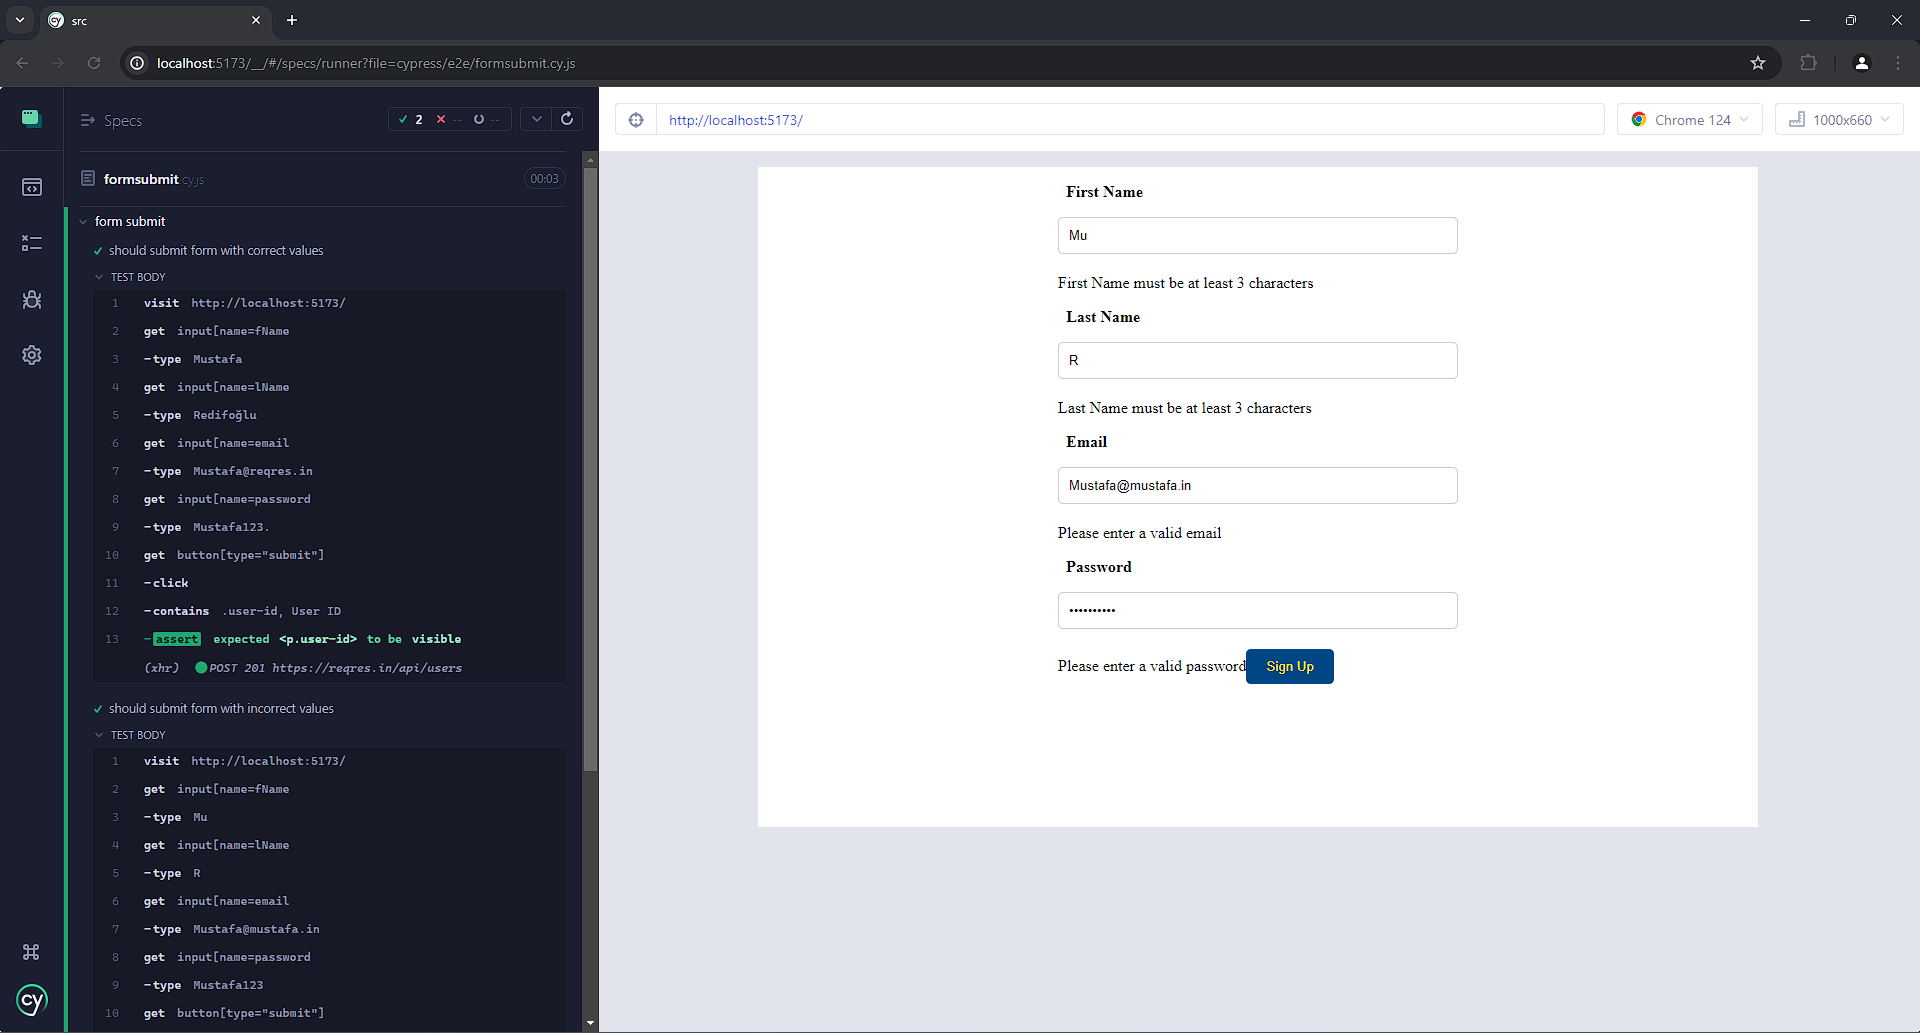 src
localhost:5173/__/#/specs/runner?file=cypress/e2e/formsubmit.cy.js
Specs
2 -- --
formsubmit.cy.js 00:03
form submit
should submit form with correct values
TEST BODY
1 visit http://localhost:5173/
2 get input[name=fName
3 -type Mustafa
4 get input[name=lName
5 -type Redifoğlu
6 get input[name=email
7 -type Mustafa@reqres.in
8 get input[name=password
9 -type Mustafa123.
10 get button[type="submit"]
11 -click
12 -contains .user-id, User ID
13 -assert expected <p.user-id> to be visible
(xhr) POST 201 https://reqres.in/api/users
should submit form with incorrect values
TEST BODY
1 visit http://localhost:5173/
2 get input[name=fName
3 -type Mu
4 get input[name=lName
5 -type R
6 get input[name=email
7 -type Mustafa@mustafa.in
8 get input[name=password
9 -type Mustafa123
10 get button[type="submit"]
cy
http://localhost:5173/
Chrome 124
1000x660
First Name
Mu
First Name must be at least 3 characters
Last Name
R
Last Name must be at least 3 characters
Email
Mustafa@mustafa.in
Please enter a valid email
Password
••••••••••
Please enter a valid password Sign Up